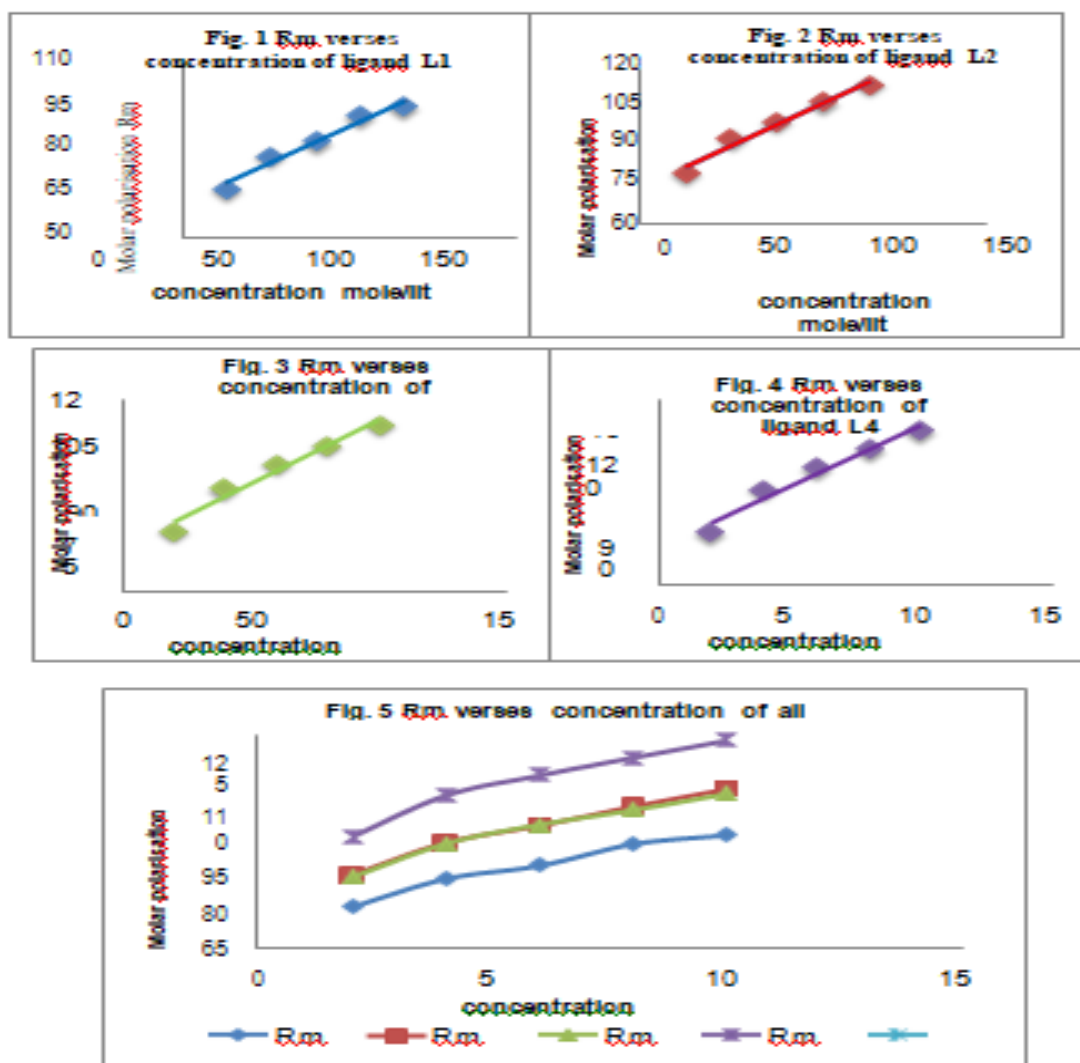 Fig. 1 Rm. verses
concentration of ligand L1
110
95
80
65
50
Molar polarisation Rm
0 50 100 150
concentration mole/lit
Fig. 2 Rm. verses
concentration of ligand L2
120
105
90
75
60
Molar polarisation
0 50 100 150
concentration
mole/lit
Fig. 3 Rm. verses
concentration of
12
05
90
5
Molar polarisation
0 50 15
concentration
Fig. 4 Rm. verses
concentration of
ligand L4
12
0
9
0
Molar polarisation
0 5 10 15
concentration
Fig. 5 Rm. verses concentration of all
12
5
11
0
95
80
65
Molar polarisation
0 5 10 15
concentration
Rm. Rm. Rm. Rm.